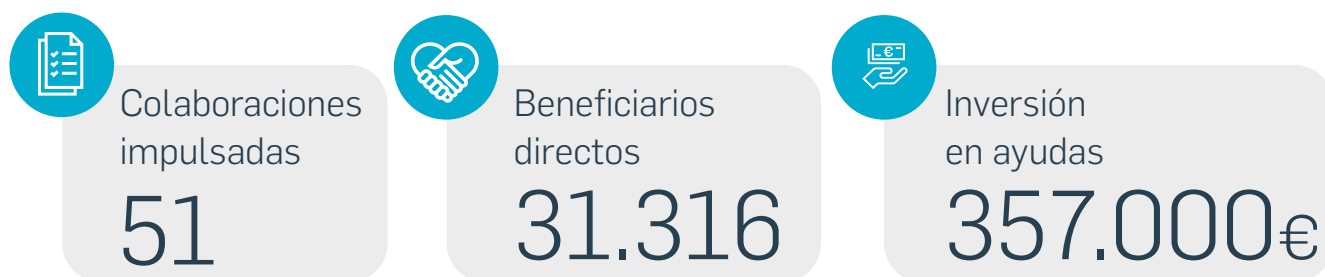 Colaboraciones
impulsadas
51
Beneficiarios
directos
31.316
Inversión
en ayudas
357.000€